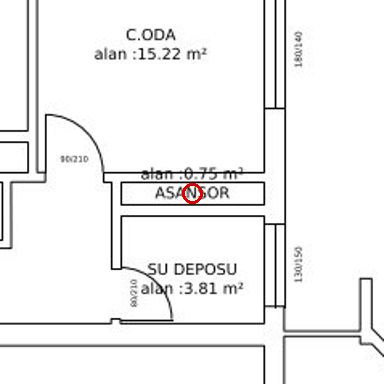 C.ODA
alan :15.22 m²
180/140
90/210
alan :0.75 m²
ASANSOR
130/150
SU DEPOSU
alan :3.81 m²
80/210